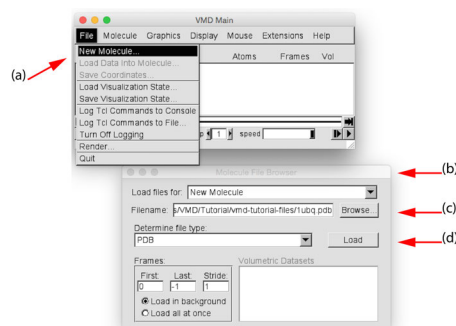 VMD Main
File Molecule Graphics Display Mouse Extensions Help
New Molecule...
Load Data Into Molecule...
Save Coordinates...
Load Visualization State...
Save Visualization State...
Log Tcl Commands to Console
Log Tcl Commands to File...
Turn Off Logging
Render...
Quit
Atoms Frames Vol
1 speed
(a)
Molecule File Browser
(b)
Load files for: New Molecule
Filename: s/VMD/Tutorial/vmd-tutorial-files/1ubq.pdb Browse...
(c)
Determine file type:
PDB Load
(d)
Frames: Volumetric Datasets
First: Last: Stride:
0 -1 1
Load in background
Load all at once